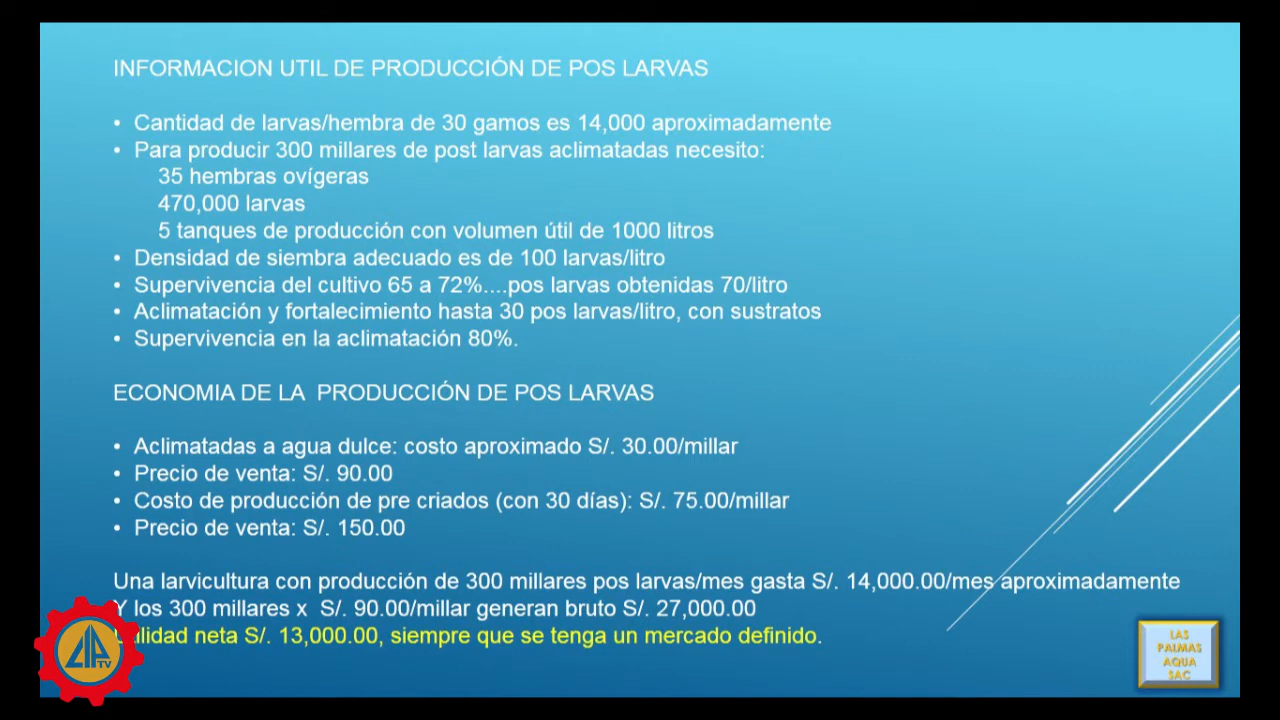 INFORMACION UTIL DE PRODUCCIÓN DE POS LARVAS
• Cantidad de larvas/hembra de 30 gamos es 14,000 aproximadamente
• Para producir 300 millares de post larvas aclimatadas necesito:
35 hembras ovígeras
470,000 larvas
5 tanques de producción con volumen útil de 1000 litros
• Densidad de siembra adecuado es de 100 larvas/litro
• Supervivencia del cultivo 65 a 72%....pos larvas obtenidas 70/litro
• Aclimatación y fortalecimiento hasta 30 pos larvas/litro, con sustratos
• Supervivencia en la aclimatación 80%.
ECONOMIA DE LA PRODUCCIÓN DE POS LARVAS
• Aclimatadas a agua dulce: costo aproximado S/. 30.00/millar
• Precio de venta: S/. 90.00
• Costo de producción de pre criados (con 30 días): S/. 75.00/millar
• Precio de venta: S/. 150.00
Una larvicultura con producción de 300 millares pos larvas/mes gasta S/. 14,000.00/mes aproximadamente
Y los 300 millares x S/. 90.00/millar generan bruto S/. 27,000.00
Utilidad neta S/. 13,000.00, siempre que se tenga un mercado definido.
TV
LAS
PALMAS
AQUA
SAC